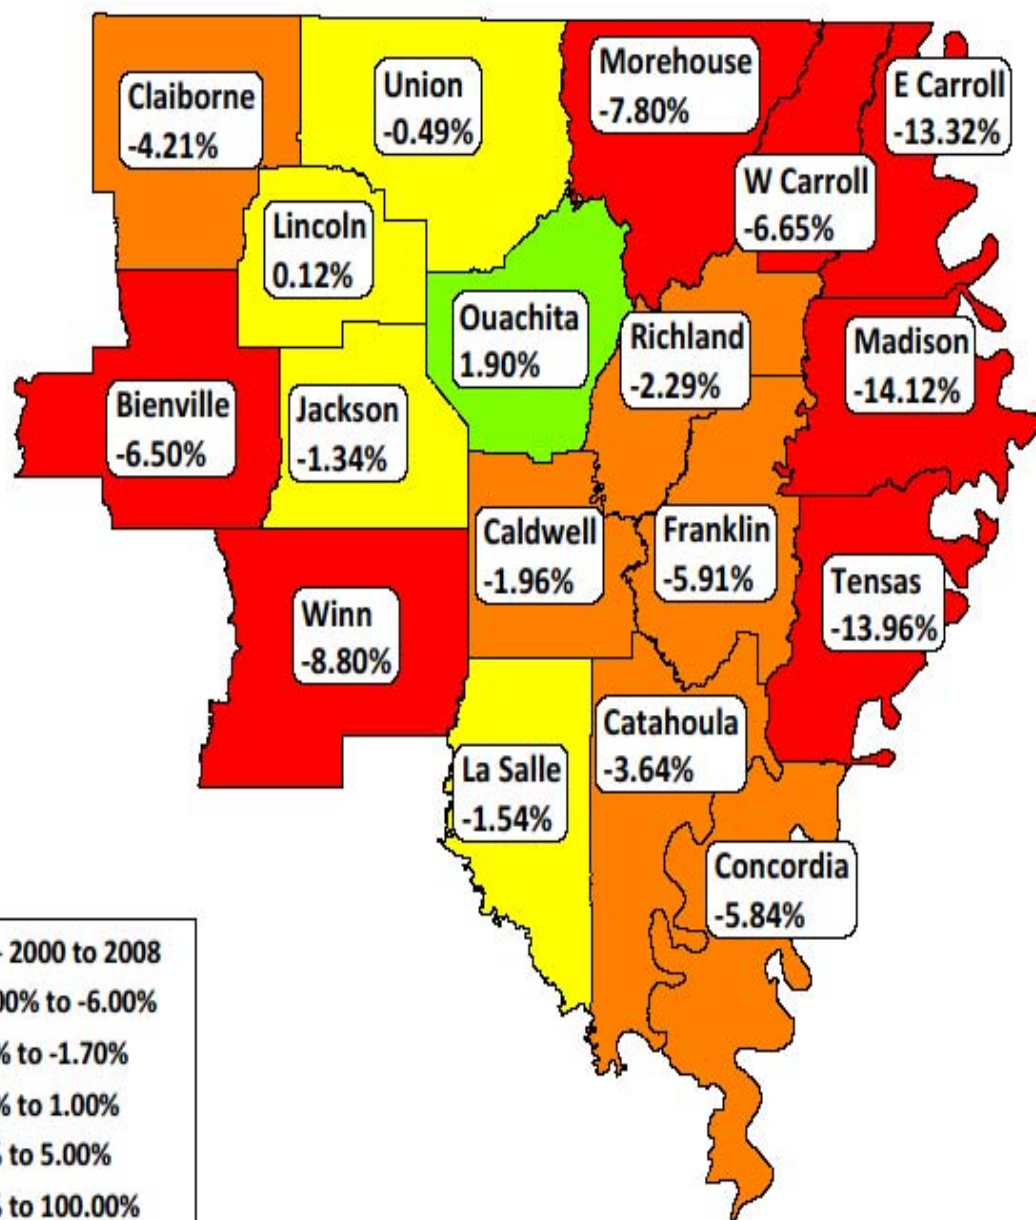 Claiborne
-4.21%
Union
-0.49%
Morehouse
-7.80%
E Carroll
-13.32%
W Carroll
-6.65%
Lincoln
0.12%
Ouachita
1.90%
Richland
-2.29%
Madison
-14.12%
Bienville
-6.50%
Jackson
-1.34%
Caldwell
-1.96%
Franklin
-5.91%
Tensas
-13.96%
Winn
-8.80%
Catahoula
-3.64%
La Salle
-1.54%
Concordia
-5.84%
2000 to 2008
00% to -6.00%
% to -1.70%
% to 1.00%
to 5.00%
% to 100.00%